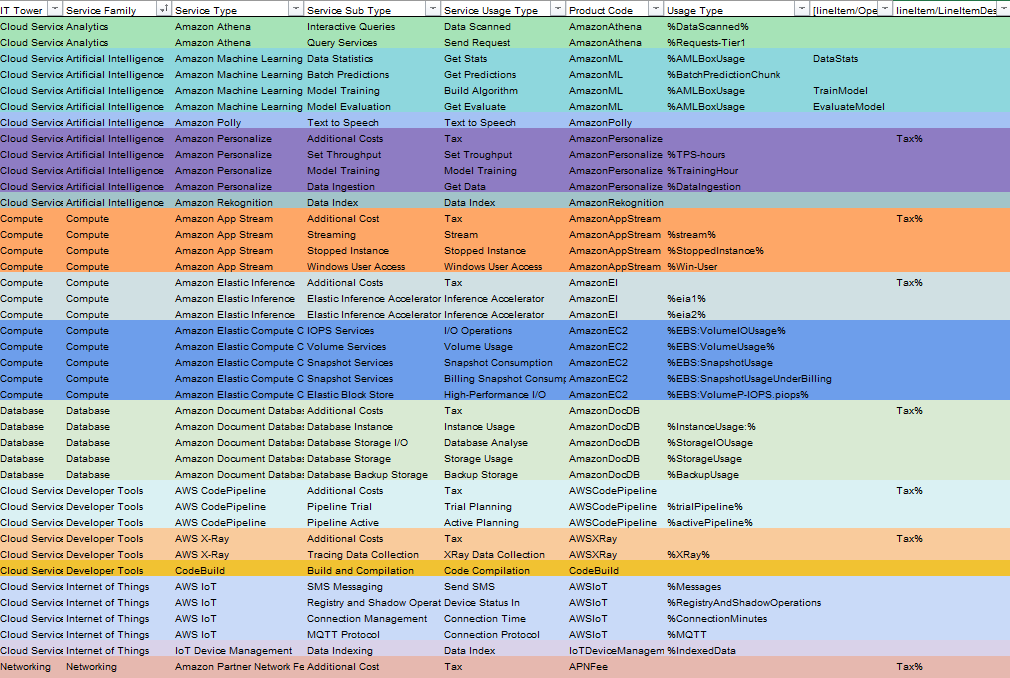 IT Tower Service Family Service Type Service Sub Type Service Usage Type Product Code Usage Type [lineItem/Ope lineItem/LineItemDes
Cloud Servic Analytics Amazon Athena Interactive Queries Data Scanned AmazonAthena %DataScanned%
Cloud Servic Analytics Amazon Athena Query Services Send Request AmazonAthena %Requests-Tier1
Cloud Servic Artificial Intelligence Amazon Machine Learning Data Statistics Get Stats AmazonML %AMLBoxUsage DataStats
Cloud Servic Artificial Intelligence Amazon Machine Learning Batch Predictions Get Predictions AmazonML %BatchPredictionChunk
Cloud Servic Artificial Intelligence Amazon Machine Learning Model Training Build Algorithm AmazonML %AMLBoxUsage TrainModel
Cloud Servic Artificial Intelligence Amazon Machine Learning Model Evaluation Get Evaluate AmazonML %AMLBoxUsage EvaluateModel
Cloud Servic Artificial Intelligence Amazon Polly Text to Speech Text to Speech AmazonPolly
Cloud Servic Artificial Intelligence Amazon Personalize Additional Costs Tax AmazonPersonalize Tax%
Cloud Servic Artificial Intelligence Amazon Personalize Set Throughput Set Troughput AmazonPersonalize %TPS-hours
Cloud Servic Artificial Intelligence Amazon Personalize Model Training Model Training AmazonPersonalize %TrainingHour
Cloud Servic Artificial Intelligence Amazon Personalize Data Ingestion Get Data AmazonPersonalize %DataIngestion
Cloud Servic Artificial Intelligence Amazon Rekognition Data Index Data Index AmazonRekognition
Compute Compute Amazon App Stream Additional Cost Tax AmazonAppStream Tax%
Compute Compute Amazon App Stream Streaming Stream AmazonAppStream %stream%
Compute Compute Amazon App Stream Stopped Instance Stopped Instance AmazonAppStream %StoppedInstance%
Compute Compute Amazon App Stream Windows User Access Windows User Access AmazonAppStream %Win-User
Compute Compute Amazon Elastic Inference Additional Costs Tax AmazonEI Tax%
Compute Compute Amazon Elastic Inference Elastic Inference Accelerator Inference Accelerator AmazonEI %eia1%
Compute Compute Amazon Elastic Inference Elastic Inference Accelerator Inference Accelerator AmazonEI %eia2%
Compute Compute Amazon Elastic Compute C IOPS Services I/O Operations AmazonEC2 %EBS:VolumeIOUsage%
Compute Compute Amazon Elastic Compute C Volume Services Volume Usage AmazonEC2 %EBS:VolumeUsage%
Compute Compute Amazon Elastic Compute C Snapshot Services Snapshot Consumption AmazonEC2 %EBS:SnapshotUsage
Compute Compute Amazon Elastic Compute C Snapshot Services Billing Snapshot Consump AmazonEC2 %EBS:SnapshotUsageUnderBilling
Compute Compute Amazon Elastic Compute C Elastic Block Store High-Performance I/O AmazonEC2 %EBS:VolumeP-IOPS.piops%
Database Database Amazon Document Databas Additional Costs Tax AmazonDocDB Tax%
Database Database Amazon Document Databas Database Instance Instance Usage AmazonDocDB %InstanceUsage:%
Database Database Amazon Document Databas Database Storage I/O Database Analyse AmazonDocDB %StorageIOUsage
Database Database Amazon Document Databas Database Storage Storage Usage AmazonDocDB %StorageUsage
Database Database Amazon Document Databas Database Backup Storage Backup Storage AmazonDocDB %BackupUsage
Cloud Servic Developer Tools AWS CodePipeline Additional Costs Tax AWSCodePipeline Tax%
Cloud Servic Developer Tools AWS CodePipeline Pipeline Trial Trial Planning AWSCodePipeline %trialPipeline%
Cloud Servic Developer Tools AWS CodePipeline Pipeline Active Active Planning AWSCodePipeline %activePipeline%
Cloud Servic Developer Tools AWS X-Ray Additional Costs Tax AWSXRay Tax%
Cloud Servic Developer Tools AWS X-Ray Tracing Data Collection XRay Data Collection AWSXRay %XRay%
Cloud Servic Developer Tools CodeBuild Build and Compilation Code Compilation CodeBuild
Cloud Servic Internet of Things AWS IoT SMS Messaging Send SMS AWSIoT %Messages
Cloud Servic Internet of Things AWS IoT Registry and Shadow Operat Device Status In AWSIoT %RegistryAndShadowOperations
Cloud Servic Internet of Things AWS IoT Connection Management Connection Time AWSIoT %ConnectionMinutes
Cloud Servic Internet of Things AWS IoT MQTT Protocol Connection Protocol AWSIoT %MQTT
Cloud Servic Internet of Things IoT Device Management Data Indexing Data Index IoTDeviceManagem %IndexedData
Networking Networking Amazon Partner Network Fe Additional Cost Tax APNFee Tax%